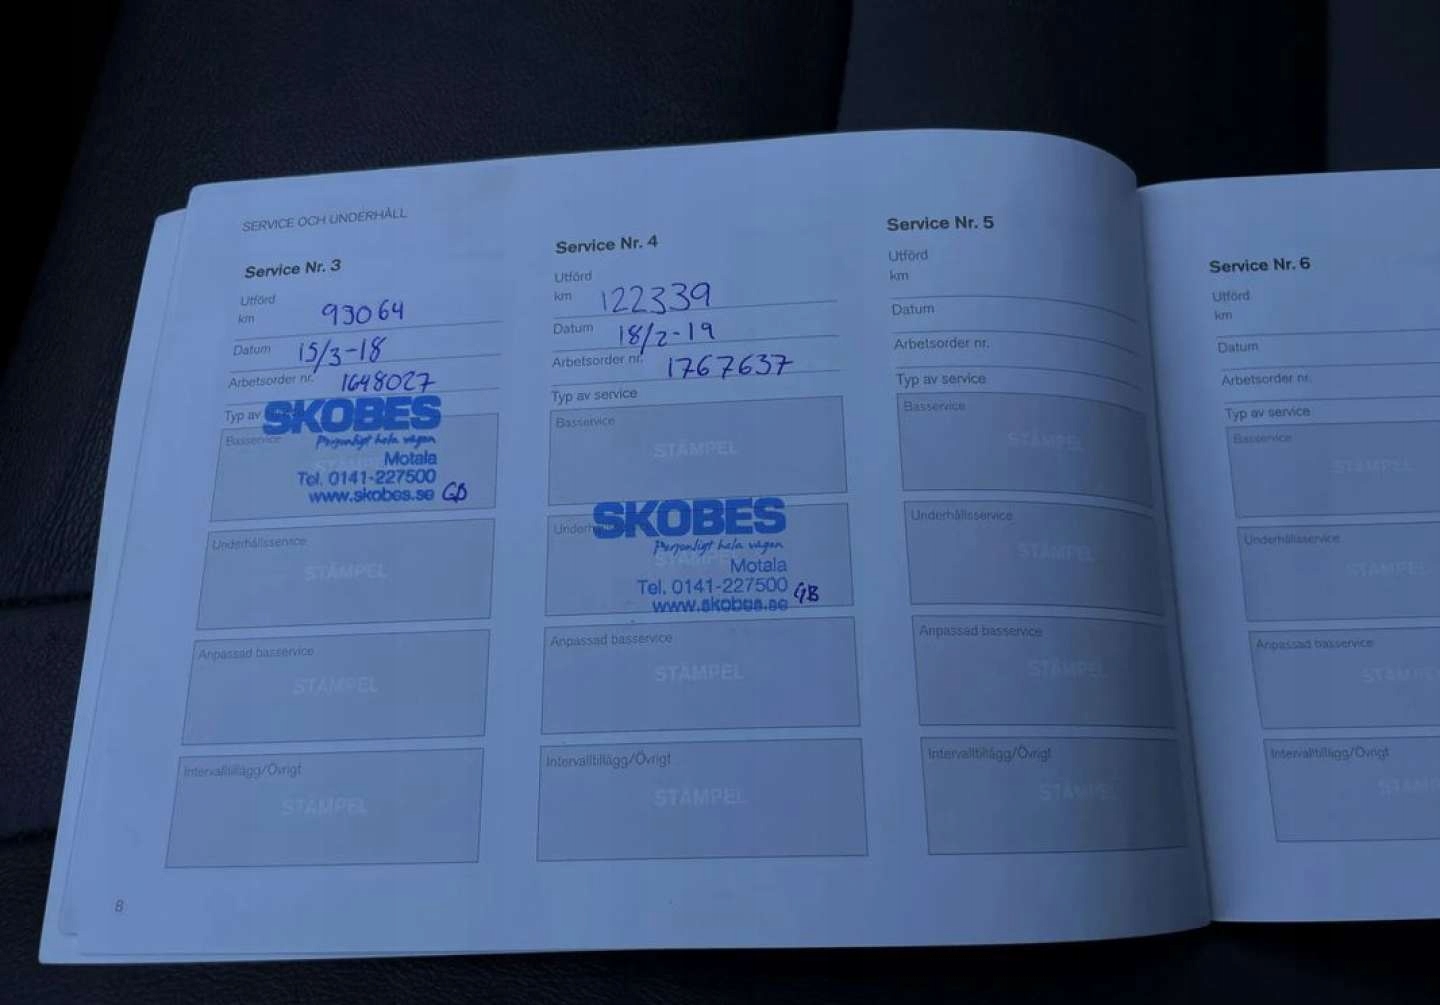 SERVICE OCH UNDERHÅLL
Service Nr. 3
Utförd
km 93064
Datum 15/3-18
Arbetsorder nr. 1648027
Typ av
SKOBES
Basservice
Personligt hela vägen
Motala
Tel. 0141-227500
www.skobes.se GB
Underhållsservice
STÄMPEL
Anpassad basservice
STÄMPEL
Intervalltillägg/Övrigt
STÄMPEL
8
Service Nr. 4
Utförd
km 122339
Datum 18/2-19
Arbetsorder nr. 1767637
Typ av service
Basservice
STÄMPEL
SKOBES
Personligt hela vägen
Motala
Tel. 0141-227500
www.skobes.se GB
Anpassad basservice
STÄMPEL
Intervalltillägg/Övrigt
STÄMPEL
Service Nr. 5
Utförd
km
Datum
Arbetsorder nr.
Typ av service
Basservice
STÄMPEL
Underhållsservice
STÄMPEL
Anpassad basservice
STÄMPEL
Intervalltillägg/Övrigt
STÄMPEL
Service Nr. 6
Utförd
km
Datum
Arbetsorder nr.
Typ av service
Basservice
STÄMPEL
Underhållsservice
STÄMPEL
Anpassad basservice
STÄMPEL
Intervalltillägg/Övrigt
STÄMP